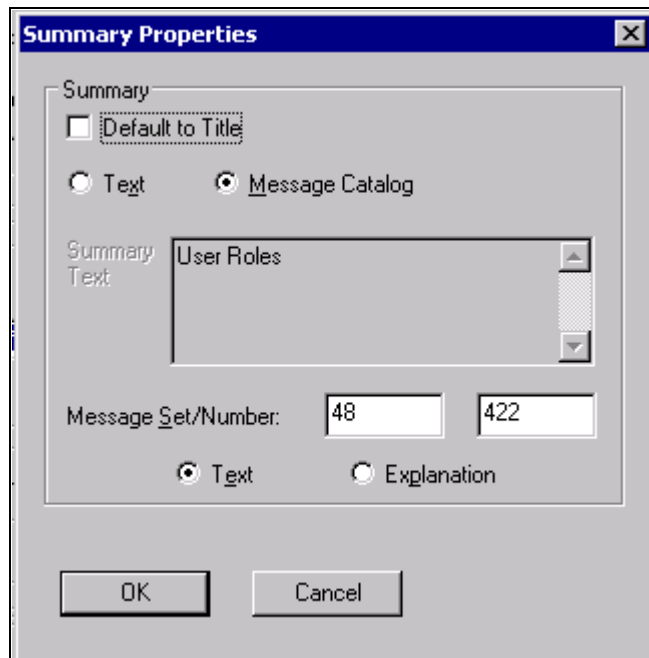 Summary Properties
Summary
Default to Title
Text Message Catalog
Summary Text
User Roles
Message Set/Number: 48 422
Text Explanation
OK Cancel